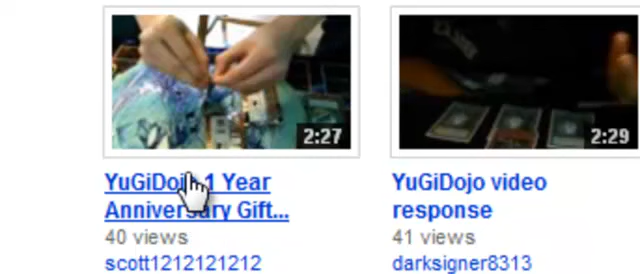 2:27
2:29
YuGiDojo 1 Year
Anniversary Gift...
40 views
scott1212121212
YuGiDojo video
response
41 views
darksigner8313